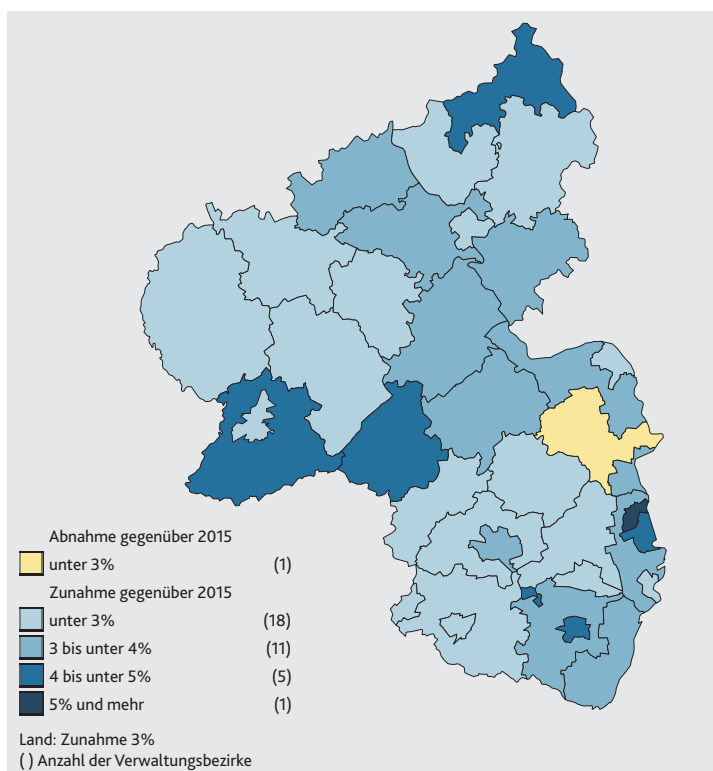 Abnahme gegenüber 2015
unter 3% (1)
Zunahme gegenüber 2015
unter 3% (18)
3 bis unter 4% (11)
4 bis unter 5% (5)
5% und mehr (1)
Land: Zunahme 3%
( ) Anzahl der Verwaltungsbezirke